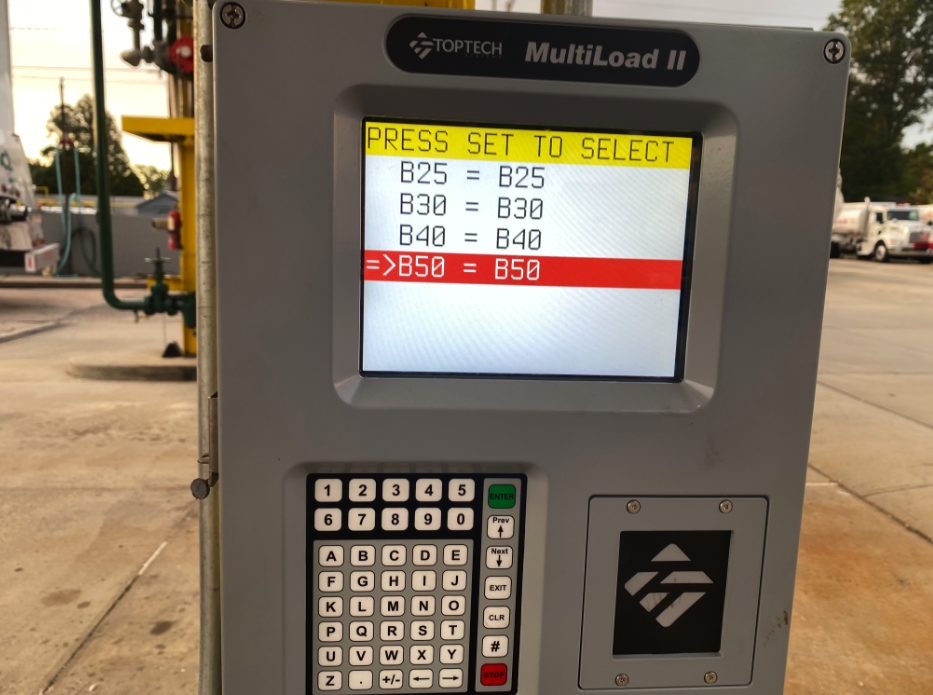 TOPTECH
MultiLoad II
PRESS SET TO SELECT
B25 = B25
B30 = B30
B40 = B40
=>B50 = B50
1 2 3 4 5 ENTER
6 7 8 9 0 Prev
A B C D E Next
F G H I J EXIT
K L M N O CLR
P Q R S T #
U V W X Y STOP
Z . +/- ← →